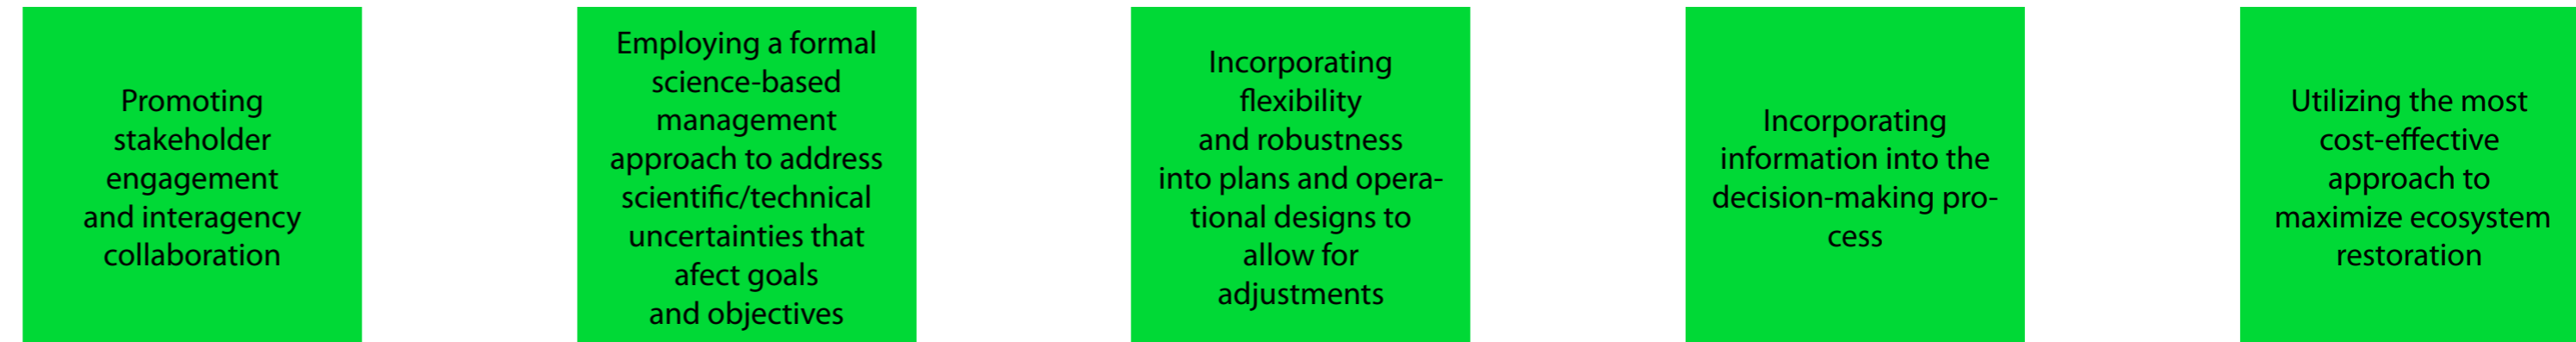 Promoting
stakeholder
engagement
and interagency
collaboration
Employing a formal
science-based
management
approach to address
scientific/technical
uncertainties that
afect goals
and objectives
Incorporating
flexibility
and robustness
into plans and opera-
tional designs to
allow for
adjustments
Incorporating
information into the
decision-making pro-
cess
Utilizing the most
cost-effective
approach to
maximize ecosystem
restoration